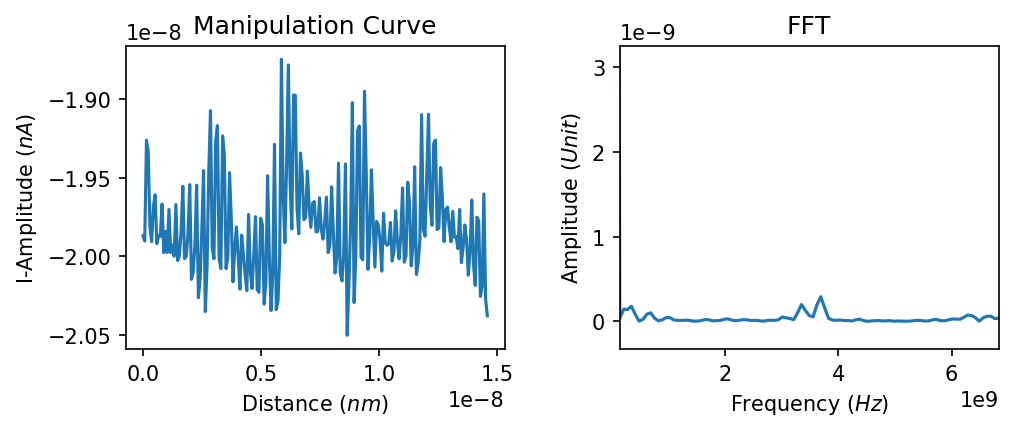 Manipulation Curve
1e−8
I-Amplitude (nA)
−1.90
−1.95
−2.00
−2.05
0.0 0.5 1.0 1.5
1e−8
Distance (nm)
FFT
1e−9
Amplitude (Unit)
3
2
1
0
2 4 6
1e9
Frequency (Hz)